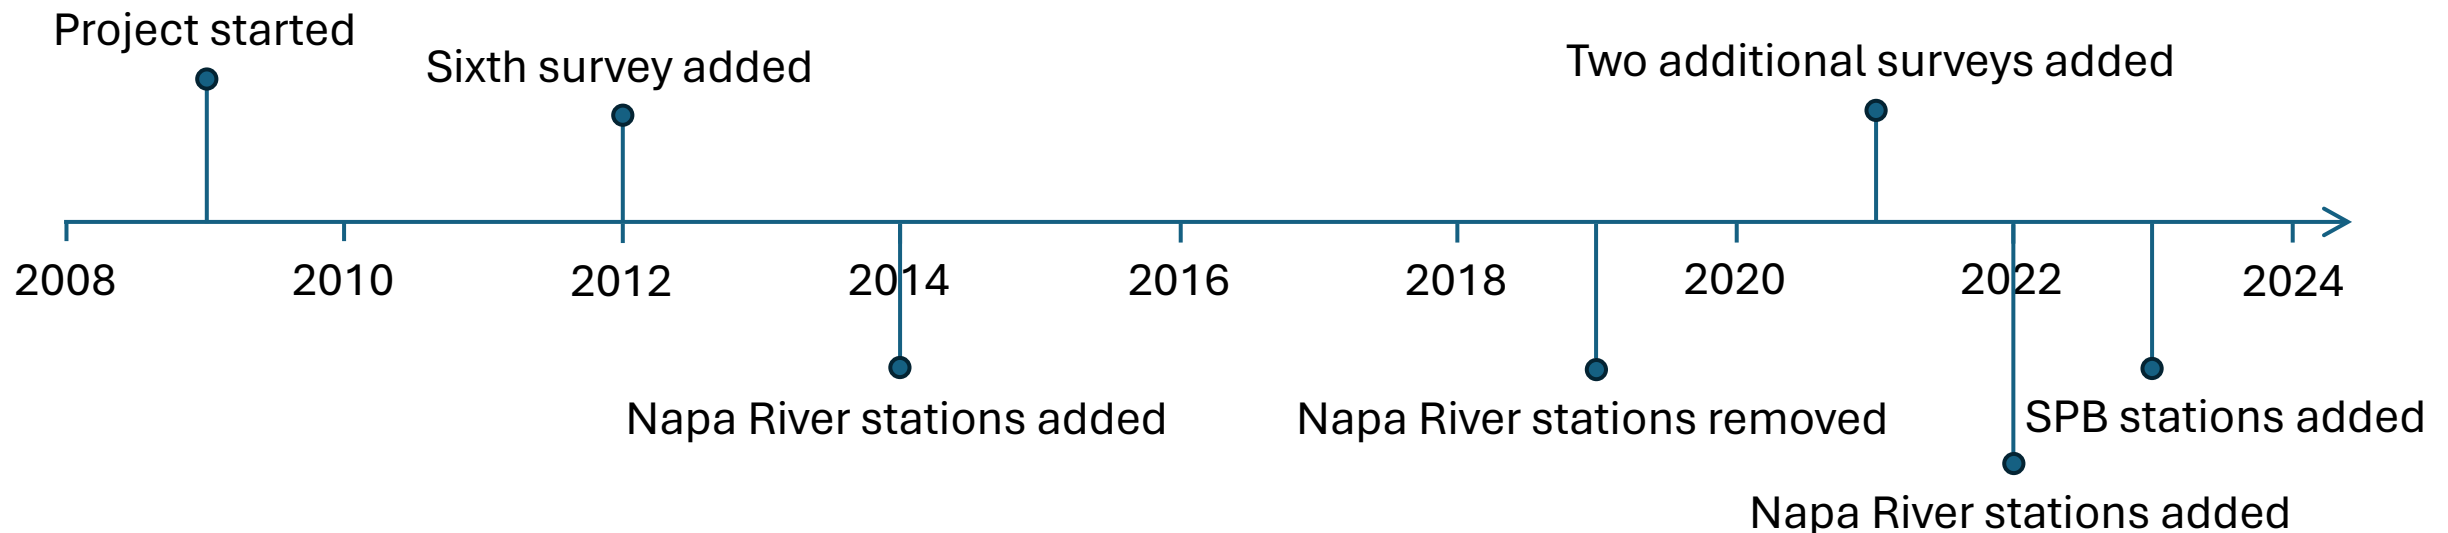 Project started
Sixth survey added
Two additional surveys added
2008
2010
2012
2014
2016
2018
2020
2022
2024
Napa River stations added
Napa River stations removed
SPB stations added
Napa River stations added